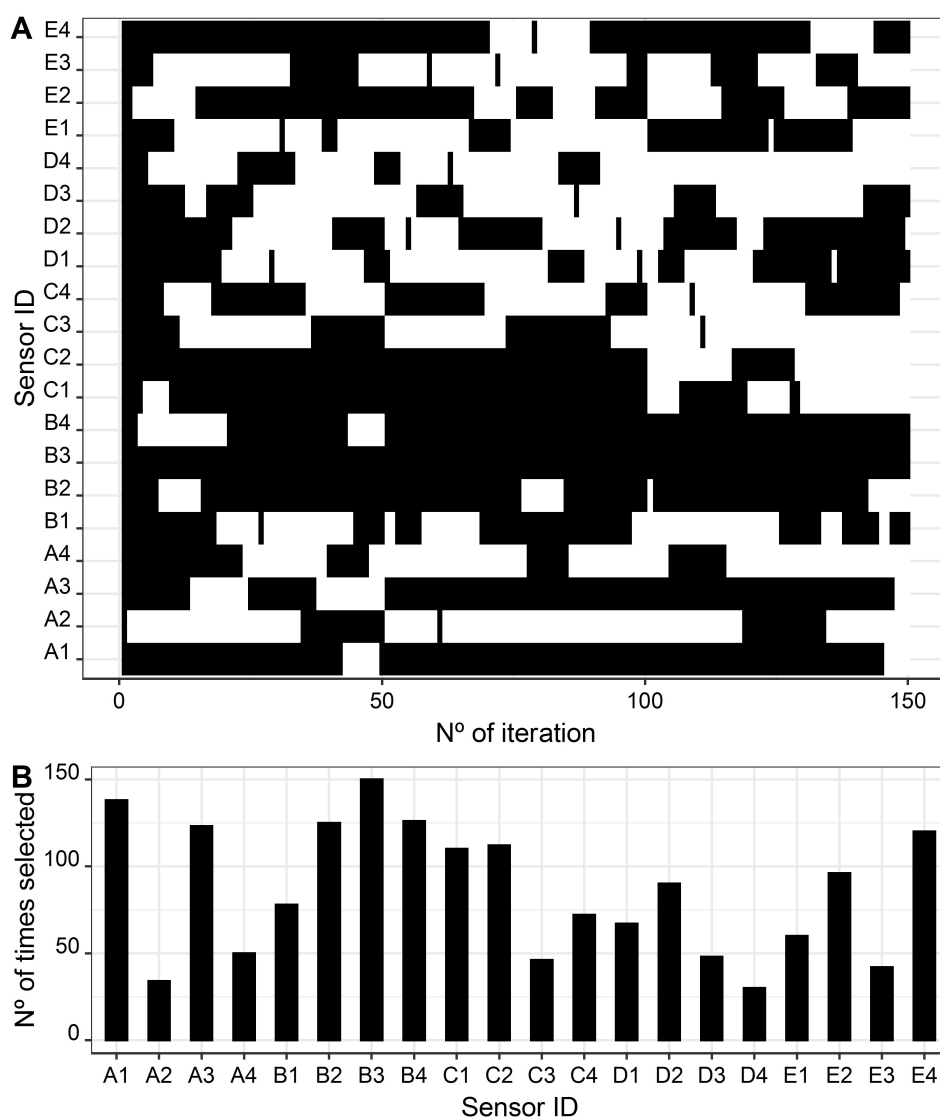 A
E4
E3
E2
E1
D4
D3
D2
D1
C4
C3
C2
C1
B4
B3
B2
B1
A4
A3
A2
A1
Sensor ID
0 50 100 150
Nº of iteration
B
150
100
50
0
Nº of times selected
A1 A2 A3 A4 B1 B2 B3 B4 C1 C2 C3 C4 D1 D2 D3 D4 E1 E2 E3 E4
Sensor ID